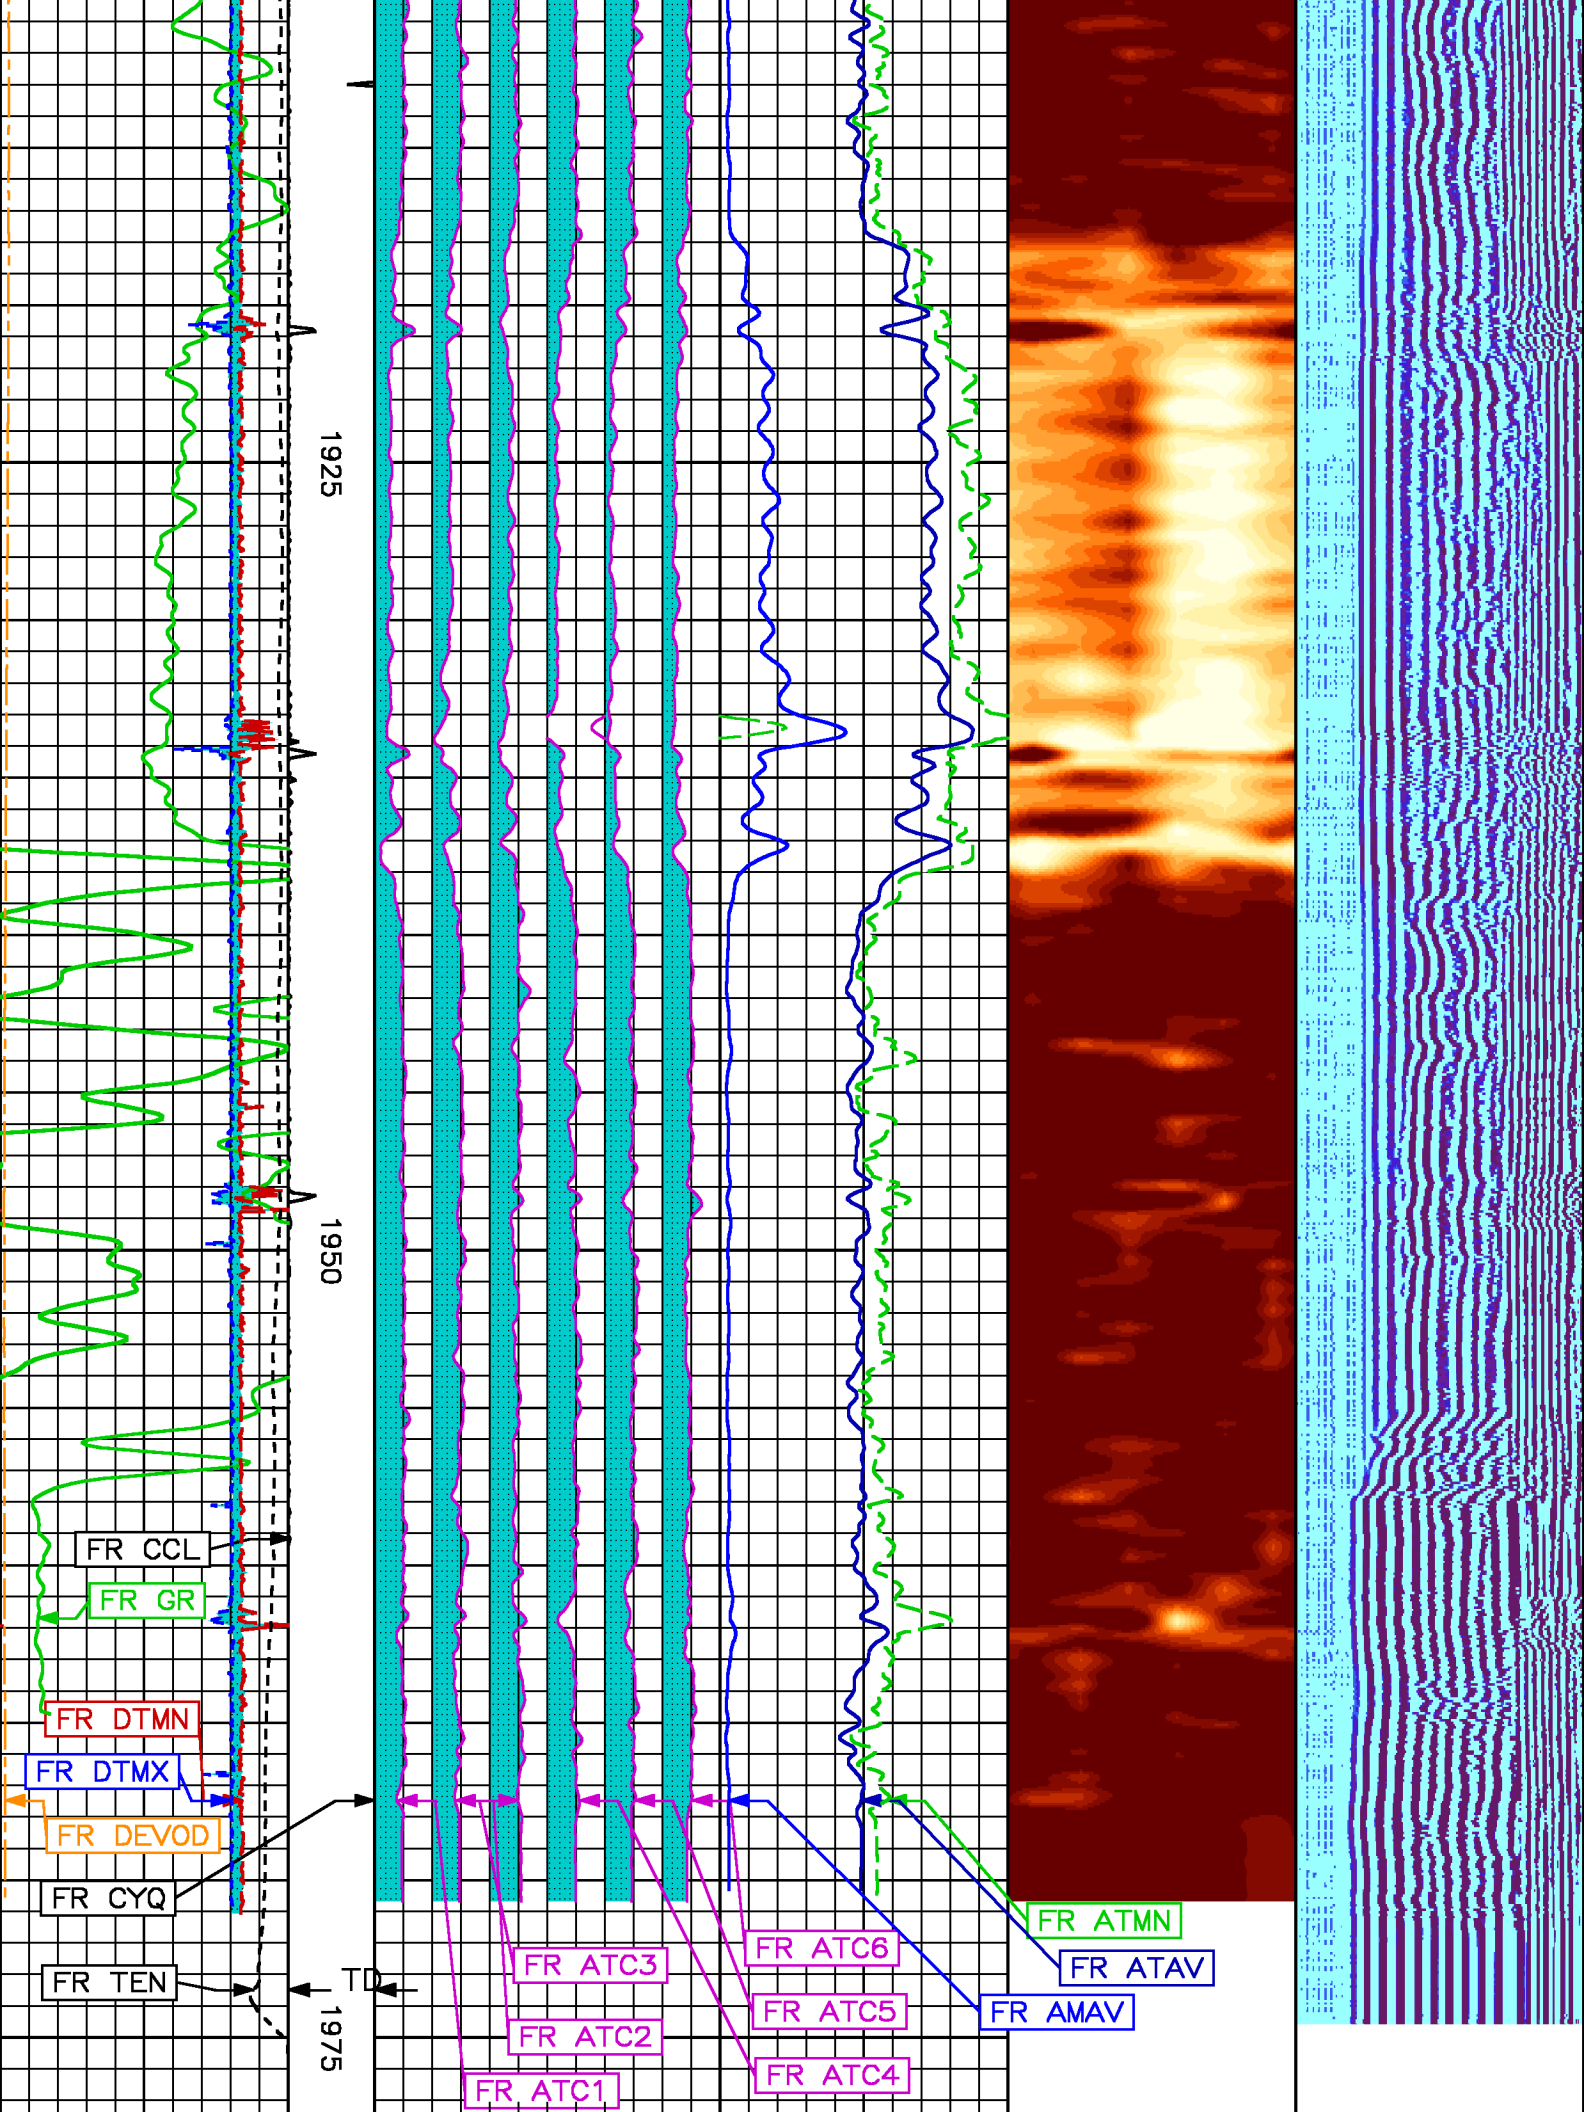 1925
1950
FR CCL
FR GR
FR DTMN
FR DTMX
FR DEVOD
FR CYQ
FR ATMN
FR ATC6
FR ATC3
FR ATAV
FR TEN
TD
FR ATC5
FR AMAV
FR ATC2
1975
FR ATC4
FR ATC1